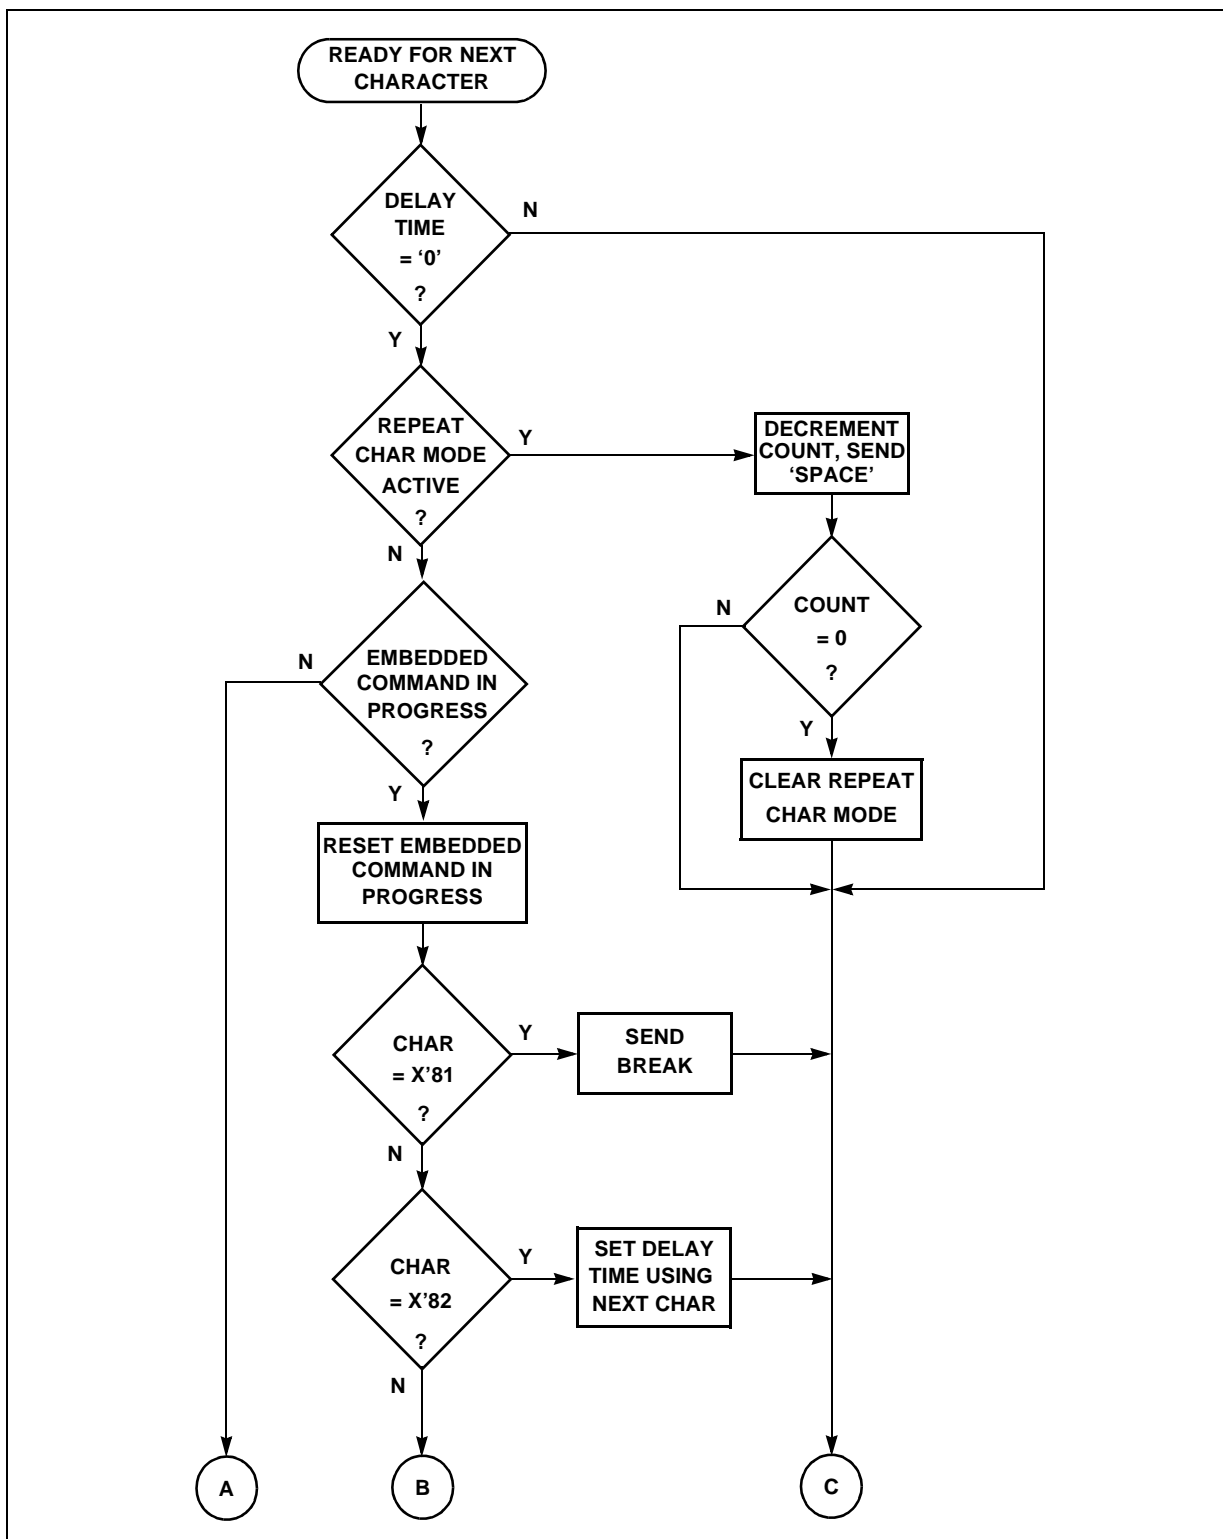 READY FOR NEXT
CHARACTER
DELAY
TIME
= ‘0’
?
N
Y
REPEAT
CHAR MODE
ACTIVE
?
Y
N
DECREMENT
COUNT, SEND
‘SPACE’
COUNT
= 0
?
N
Y
CLEAR REPEAT
CHAR MODE
EMBEDDED
COMMAND IN
PROGRESS
?
N
Y
RESET EMBEDDED
COMMAND IN
PROGRESS
CHAR
= X’81
?
Y
N
SEND
BREAK
CHAR
= X’82
?
Y
N
SET DELAY
TIME USING
NEXT CHAR
A
B
C